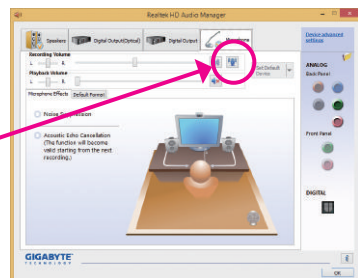 Realtek HD Audio Manager
Speakers
Digital Output(Optical)
Digital Output
Microphone
Device advanced
settings
Recording Volume
L
R
Set Default
Device
ANALOG
Back Panel
Playback Volume
L
R
Microphone Effects
Default Format
Noise Suppression
Acoustic Echo Cancellation
(The function will become
valid starting from the next
recording.)
Front Panel
DIGITAL
GIGABYTE
TECHNOLOGY
OK